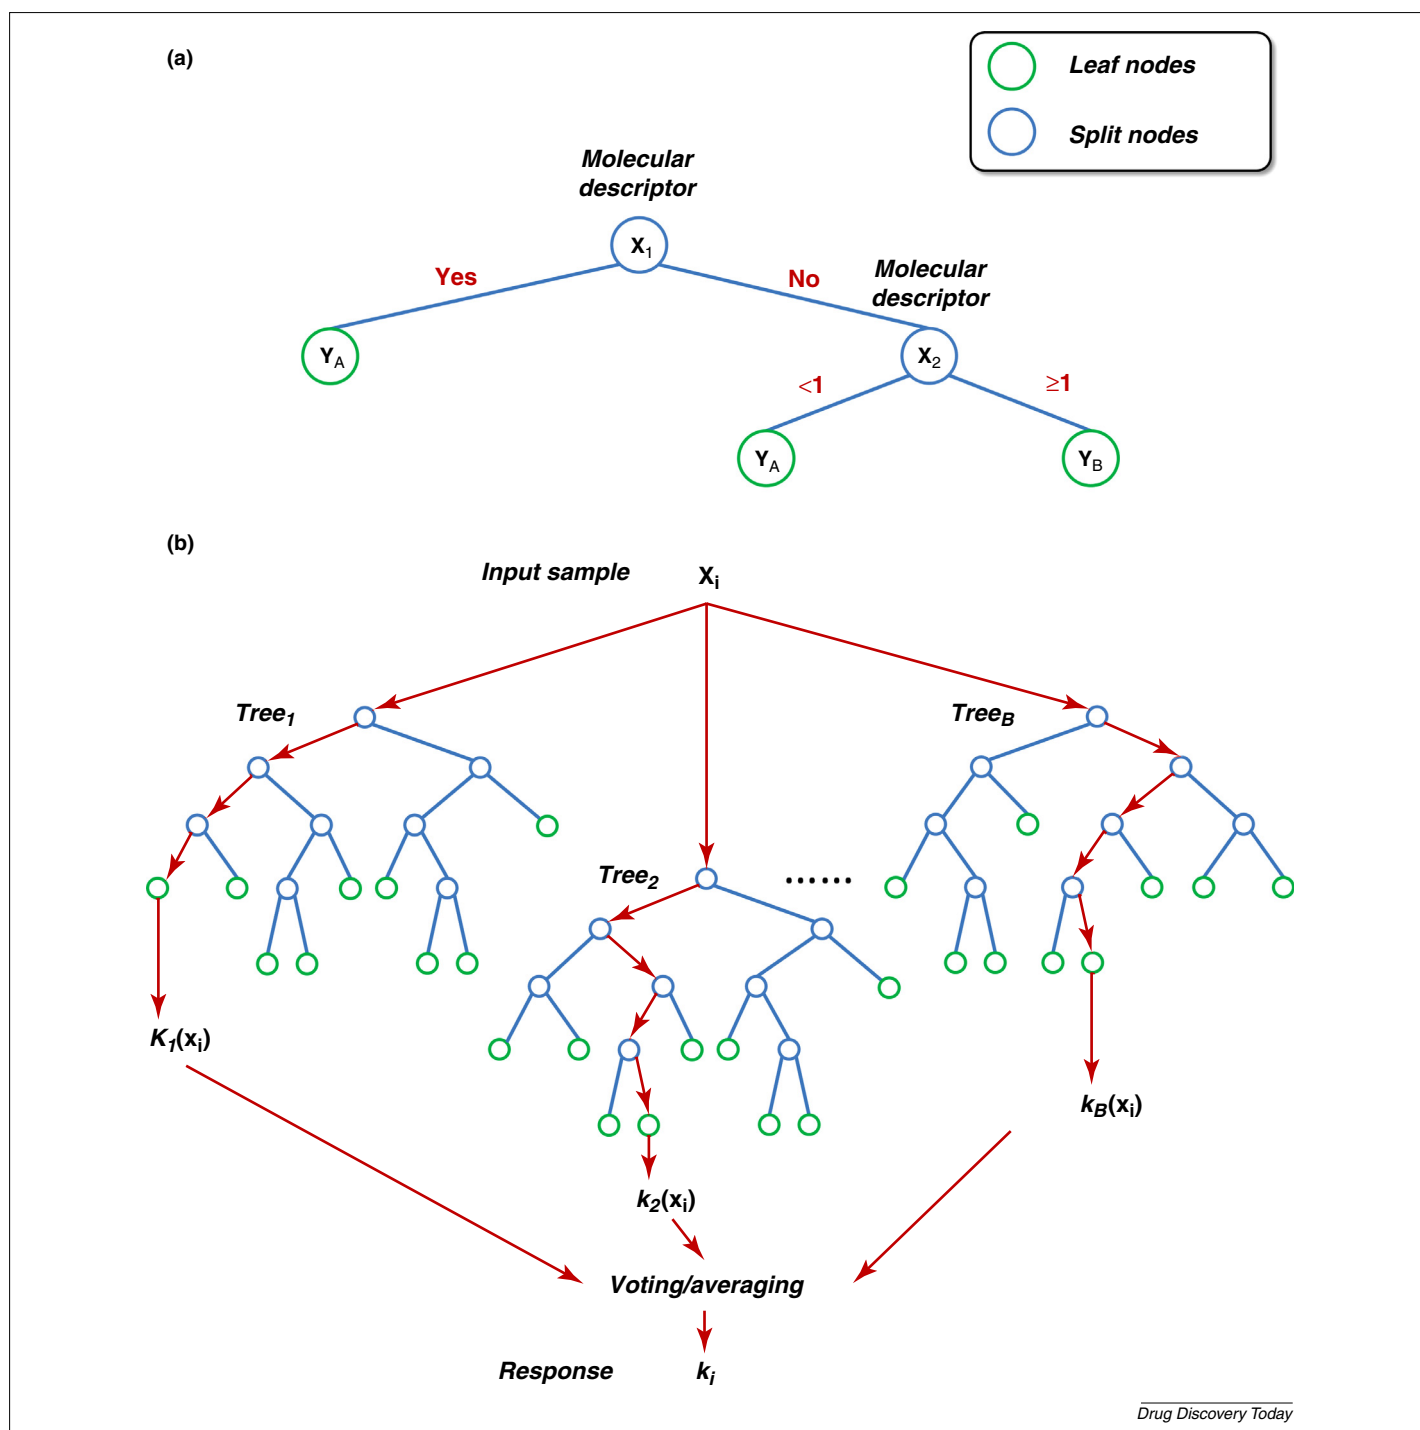 (a)
Leaf nodes
Split nodes
Molecular
descriptor
X1
Yes
No
Molecular
descriptor
YA
X2
<1
≥1
YA
YB
(b)
Input sample
Xi
Tree1
TreeB
Tree2
......
K1(xi)
kB(xi)
k2(xi)
Voting/averaging
Response
ki
Drug Discovery Today